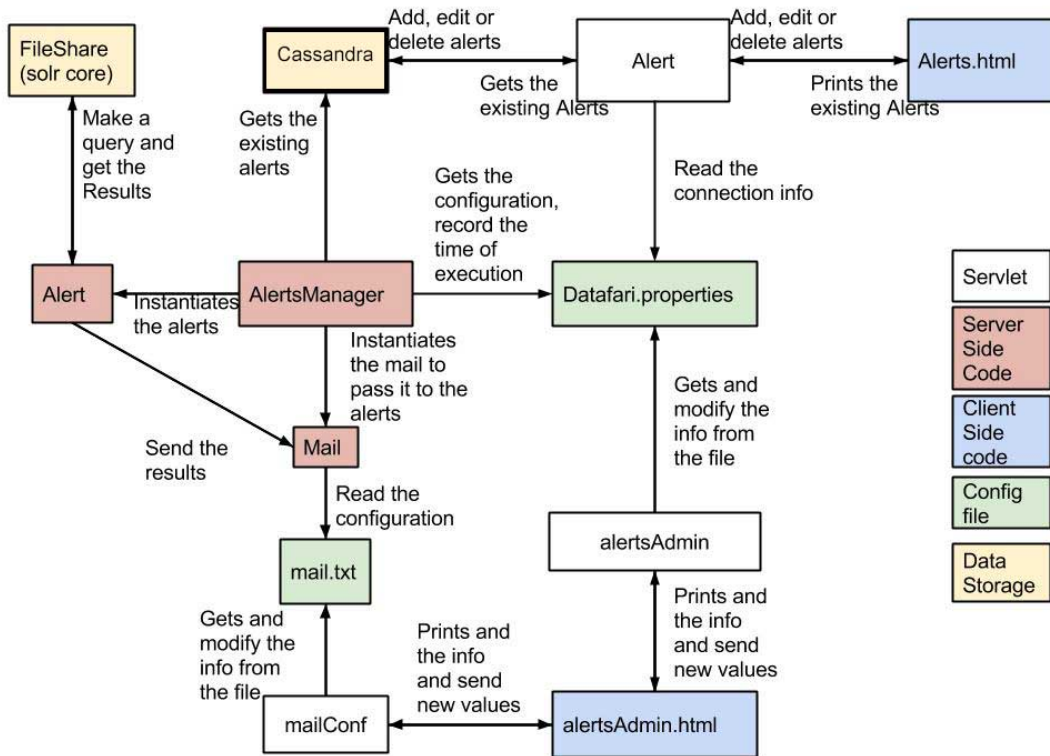 FileShare
(solr core)
Cassandra
Add, edit or
delete alerts
Gets the
existing Alerts
Alert
Add, edit or
delete alerts
Prints the
existing Alerts
Alerts.html
Make a
query and
get the
Results
Gets the
existing
alerts
Gets the
configuration,
record the
time of
execution
Read the
connection info
Alert
Instantiates
the alerts
AlertsManager
Datafari.properties
Instantiates
the mail to
pass it to the
alerts
Send the
results
Mail
Read the
configuration
Gets and
modify the
info from
the file
mail.txt
alertsAdmin
Gets and
modify the
info from
the file
Prints and
the info
and send
new values
Prints and
the info
and send
new values
mailConf
alertsAdmin.html
Servlet
Server
Side
Code
Client
Side
code
Config
file
Data
Storage